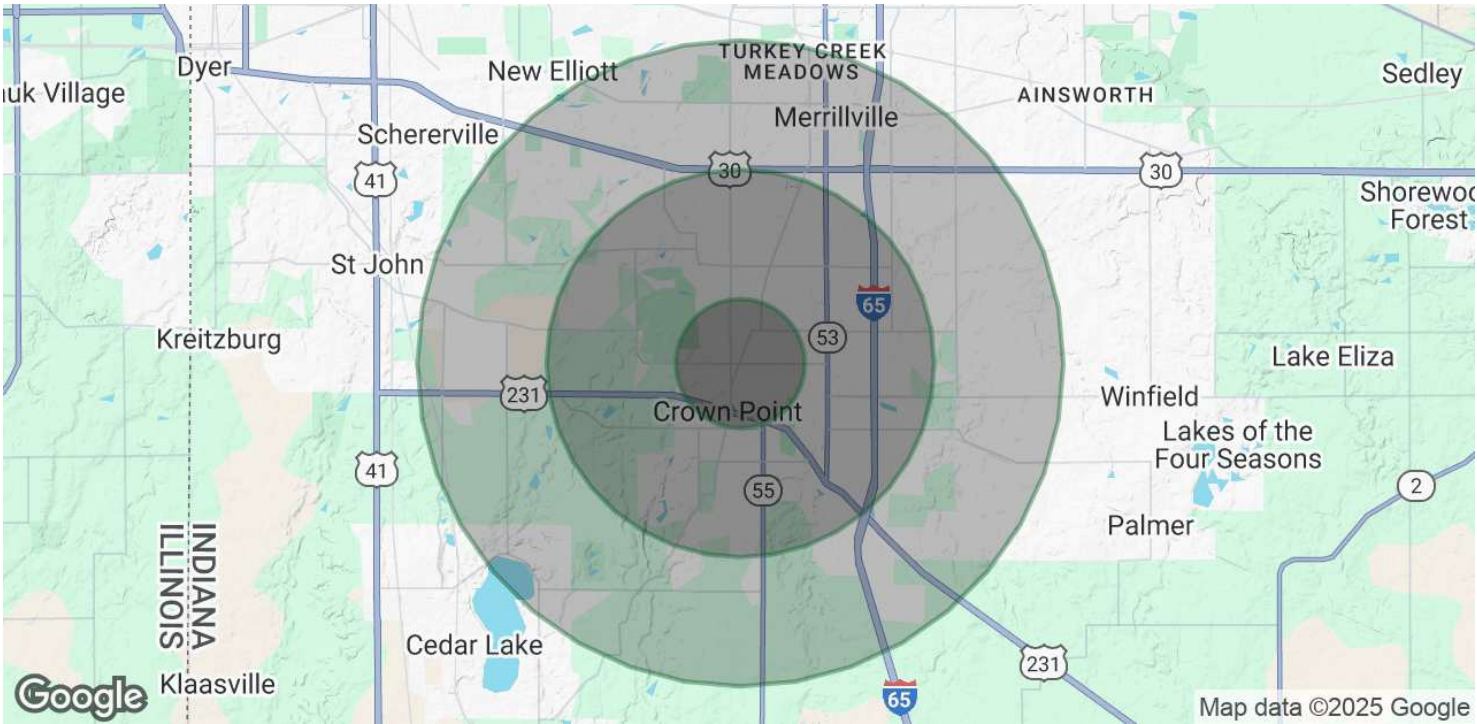 TURKEY CREEK
MEADOWS
Dyer
New Elliott
Sedley
auk Village
AINSWORTH
Merrillville
Schererville
30
30
41
Shorewood
Forest
St John
65
53
Kreitzburg
Lake Eliza
231
Winfield
Crown Point
Lakes of the
Four Seasons
41
55
2
Palmer
INDIANA
ILLINOIS
Cedar Lake
231
Klaasville
65
Google
Map data ©2025 Google